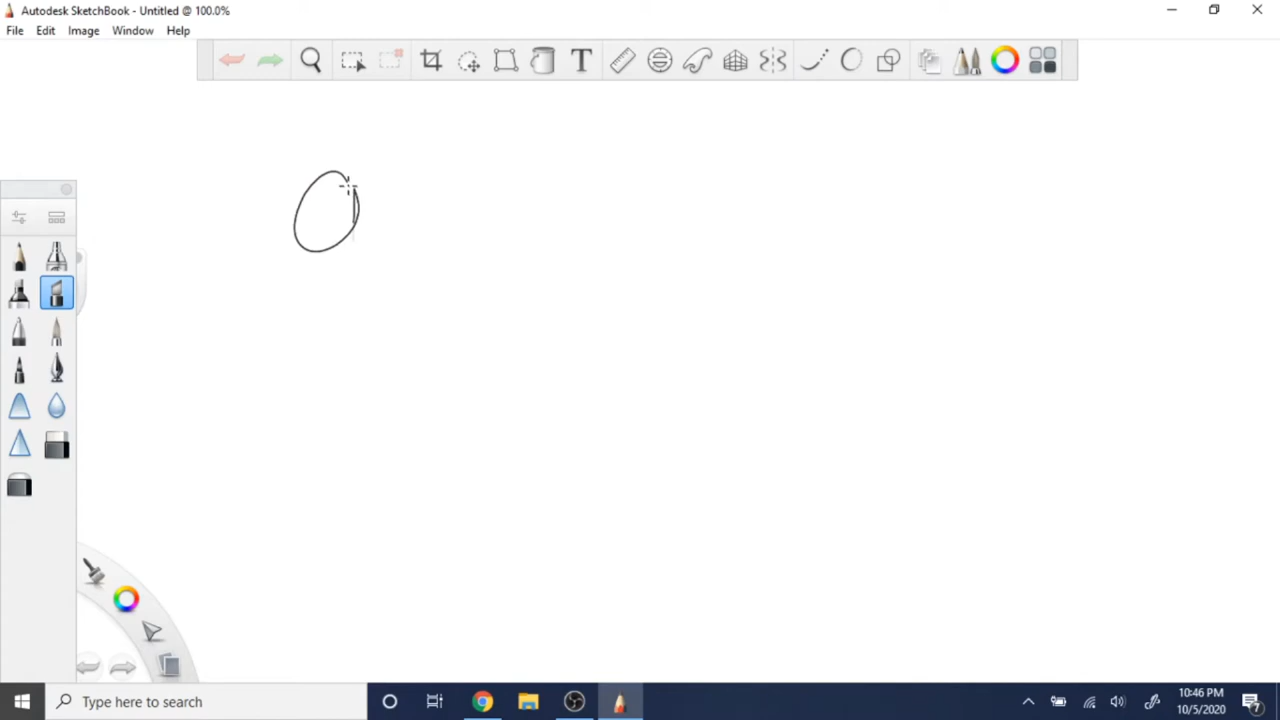 Autodesk SketchBook - Untitled @ 100.0%
File Edit Image Window Help
T
Type here to search
10:46 PM
10/5/2020
7